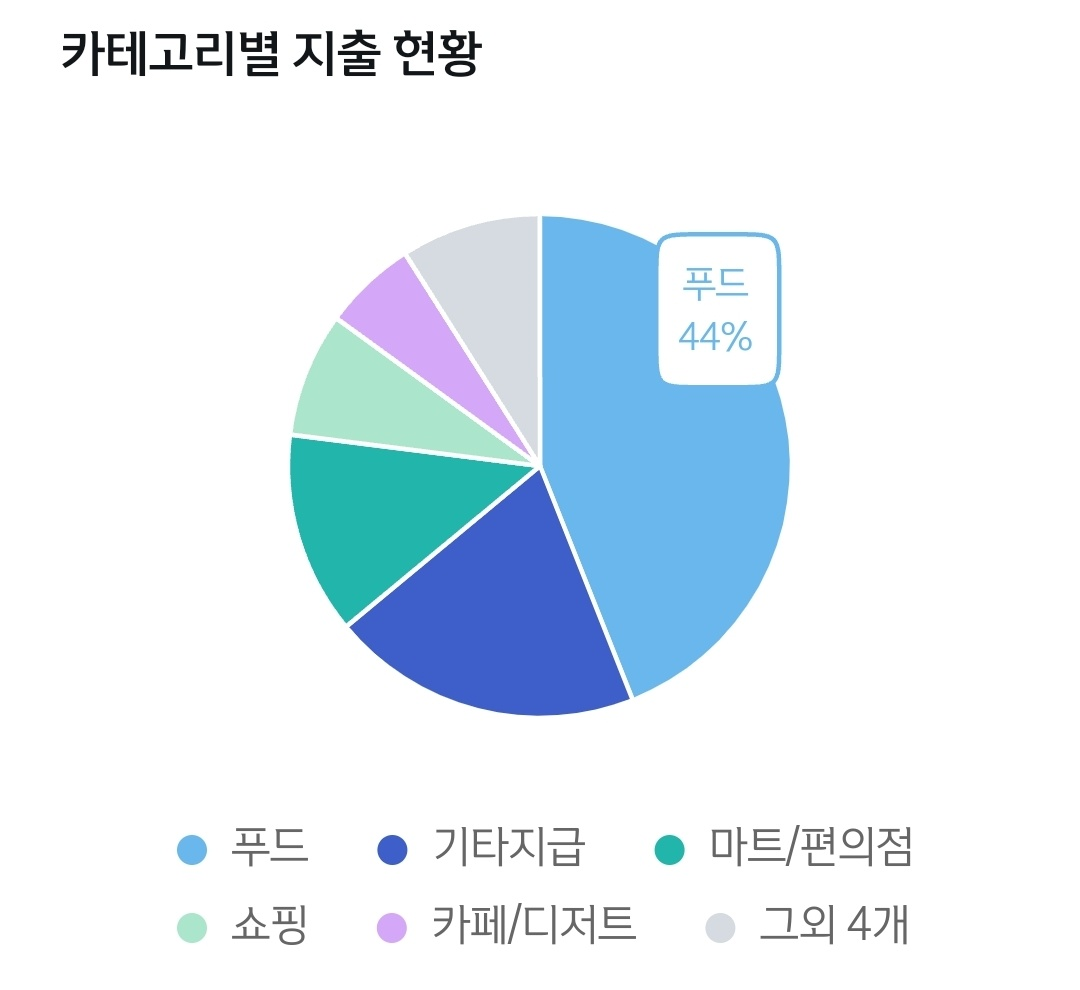 카테고리별 지출 현황
푸드
44%
푸드 기타지급 마트/편의점
쇼핑 카페/디저트 그외 4개